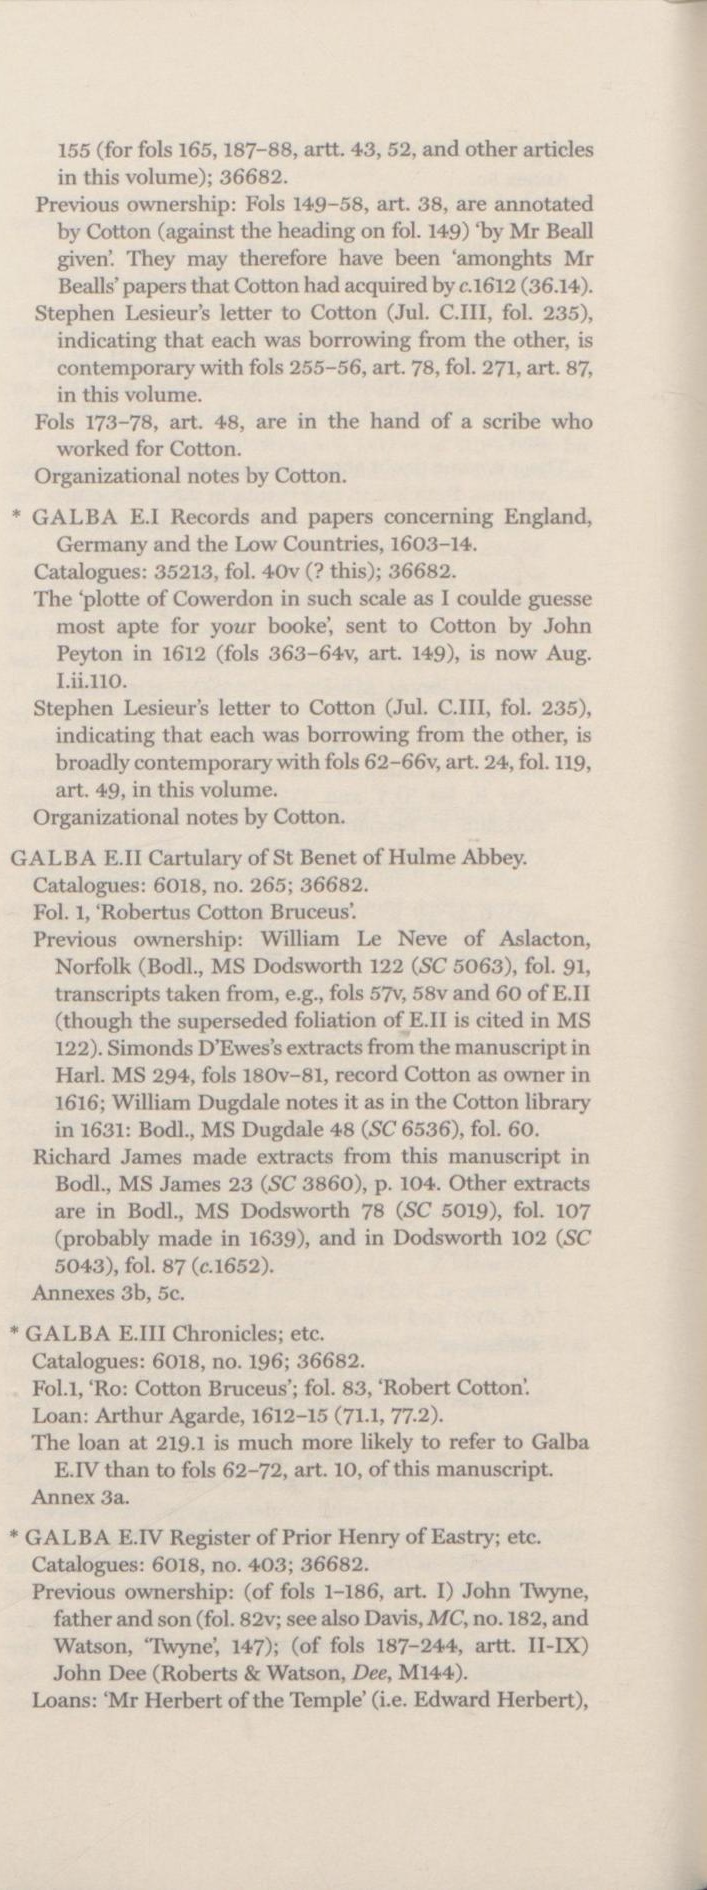 155 (for fols 165, 187–88, artt. 43, 52, and other articles
in this volume); 36682.
Previous ownership: Fols 149–58, art. 38, are annotated
by Cotton (against the heading on fol. 149) ‘by Mr Beall
given’. They may therefore have been ‘amonghts Mr
Bealls’ papers that Cotton had acquired by c.1612 (36.14).
Stephen Lesieur’s letter to Cotton (Jul. C.III, fol. 235),
indicating that each was borrowing from the other, is
contemporary with fols 255–56, art. 78, fol. 271, art. 87,
in this volume.
Fols 173–78, art. 48, are in the hand of a scribe who
worked for Cotton.
Organizational notes by Cotton.
* GALBA E.I Records and papers concerning England,
Germany and the Low Countries, 1603–14.
Catalogues: 35213, fol. 40v (? this); 36682.
The ‘plotte of Cowerdon in such scale as I coulde guesse
most apte for your booke’, sent to Cotton by John
Peyton in 1612 (fols 363–64v, art. 149), is now Aug.
I.ii.110.
Stephen Lesieur’s letter to Cotton (Jul. C.III, fol. 235),
indicating that each was borrowing from the other, is
broadly contemporary with fols 62–66v, art. 24, fol. 119,
art. 49, in this volume.
Organizational notes by Cotton.
GALBA E.II Cartulary of St Benet of Hulme Abbey.
Catalogues: 6018, no. 265; 36682.
Fol. 1, ‘Robertus Cotton Bruceus’.
Previous ownership: William Le Neve of Aslacton,
Norfolk (Bodl., MS Dodsworth 122 (SC 5063), fol. 91,
transcripts taken from, e.g., fols 57v, 58v and 60 of E.II
(though the superseded foliation of E.II is cited in MS
122). Simonds D’Ewes’s extracts from the manuscript in
Harl. MS 294, fols 180v–81, record Cotton as owner in
1616; William Dugdale notes it as in the Cotton library
in 1631: Bodl., MS Dugdale 48 (SC 6536), fol. 60.
Richard James made extracts from this manuscript in
Bodl., MS James 23 (SC 3860), p. 104. Other extracts
are in Bodl., MS Dodsworth 78 (SC 5019), fol. 107
(probably made in 1639), and in Dodsworth 102 (SC
5043), fol. 87 (c.1652).
Annexes 3b, 5c.
* GALBA E.III Chronicles; etc.
Catalogues: 6018, no. 196; 36682.
Fol.1, ‘Ro: Cotton Bruceus’; fol. 83, ‘Robert Cotton’.
Loan: Arthur Agarde, 1612–15 (71.1, 77.2).
The loan at 219.1 is much more likely to refer to Galba
E.IV than to fols 62–72, art. 10, of this manuscript.
Annex 3a.
* GALBA E.IV Register of Prior Henry of Eastry; etc.
Catalogues: 6018, no. 403; 36682.
Previous ownership: (of fols 1–186, art. I) John Twyne,
father and son (fol. 82v; see also Davis, MC, no. 182, and
Watson, ‘Twyne’, 147); (of fols 187–244, artt. II-IX)
John Dee (Roberts & Watson, Dee, M144).
Loans: ‘Mr Herbert of the Temple’ (i.e. Edward Herbert),